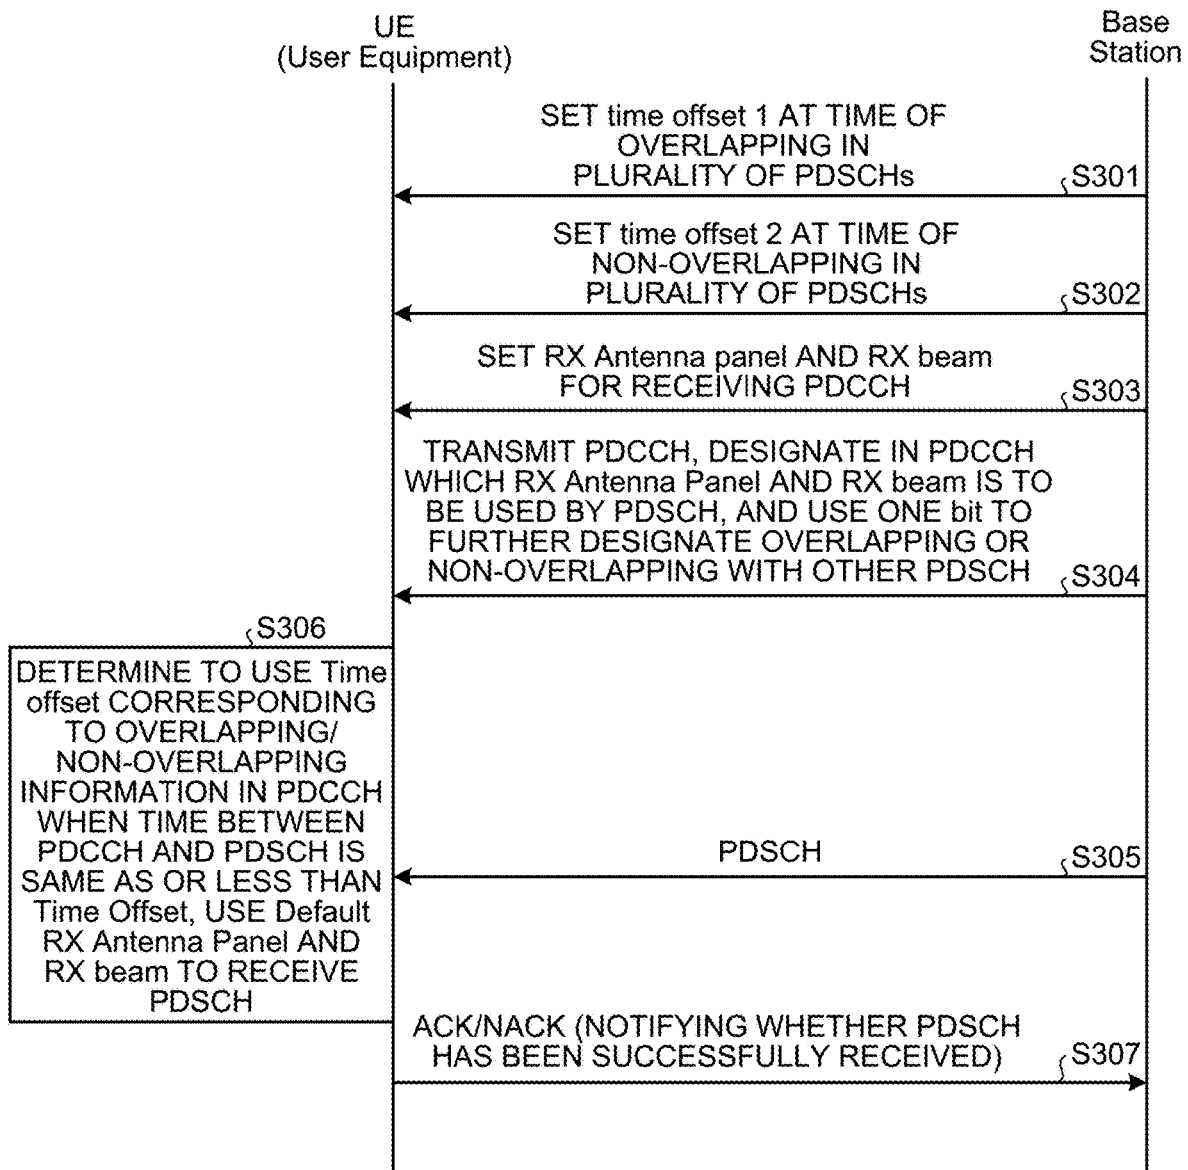 UE
(User Equipment)
Base
Station
SET time offset 1 AT TIME OF
OVERLAPPING IN
PLURALITY OF PDSCHs
S301
SET time offset 2 AT TIME OF
NON-OVERLAPPING IN
PLURALITY OF PDSCHs
S302
SET RX Antenna panel AND RX beam
FOR RECEIVING PDCCH
S303
TRANSMIT PDCCH, DESIGNATE IN PDCCH
WHICH RX Antenna Panel AND RX beam IS TO
BE USED BY PDSCH, AND USE ONE bit TO
FURTHER DESIGNATE OVERLAPPING OR
NON-OVERLAPPING WITH OTHER PDSCH
S304
S306
DETERMINE TO USE Time
offset CORRESPONDING
TO OVERLAPPING/
NON-OVERLAPPING
INFORMATION IN PDCCH
WHEN TIME BETWEEN
PDCCH AND PDSCH IS
SAME AS OR LESS THAN
Time Offset, USE Default
RX Antenna Panel AND
RX beam TO RECEIVE
PDSCH
PDSCH
S305
ACK/NACK (NOTIFYING WHETHER PDSCH
HAS BEEN SUCCESSFULLY RECEIVED)
S307